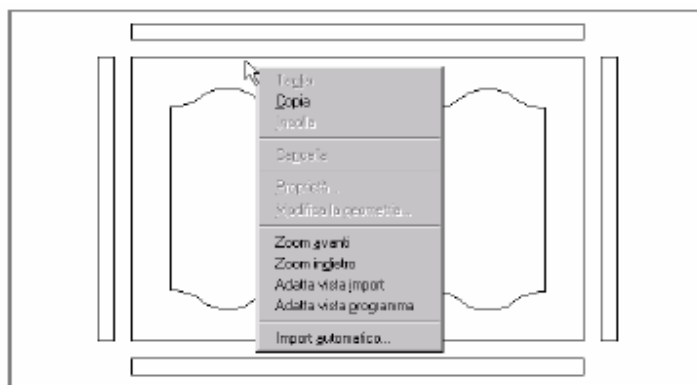 Taglia
Copia
Incolla
Cancella
Proprietà...
Modifica la geometria...
Zoom avanti
Zoom indietro
Adatta vista import
Adatta vista programma
Import automatico...